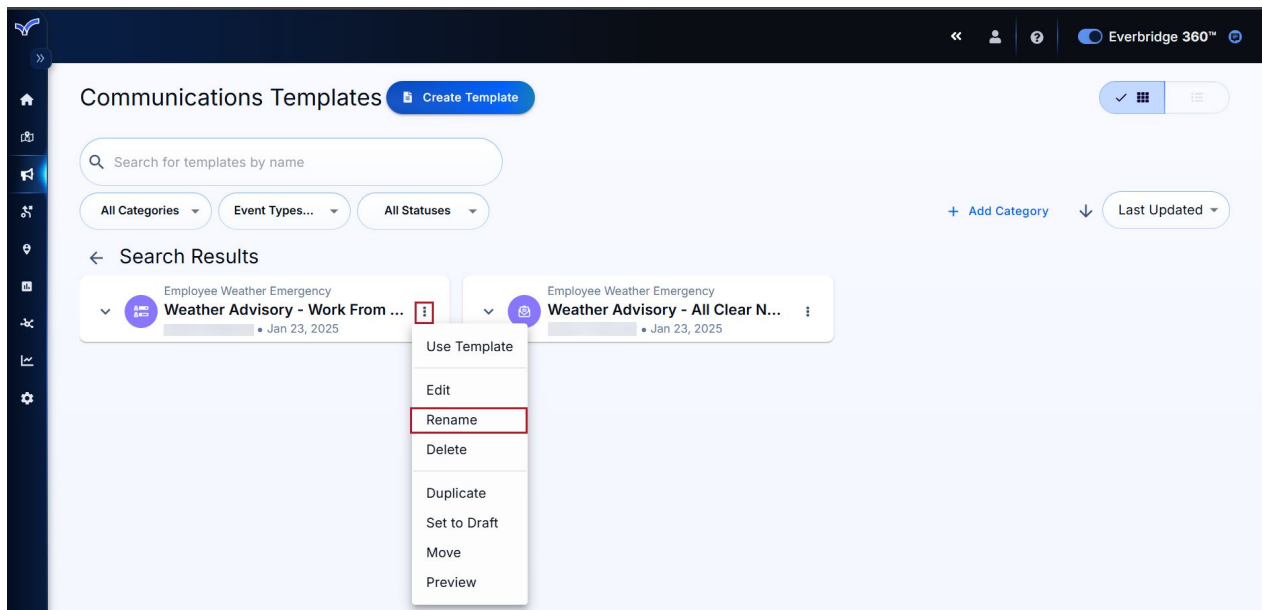 Everbridge 360™
Communications Templates
Create Template
Search for templates by name
All Categories
Event Types...
All Statuses
+ Add Category
Last Updated
Search Results
Employee Weather Emergency
Weather Advisory - Work From ...
• Jan 23, 2025
Employee Weather Emergency
Weather Advisory - All Clear N...
• Jan 23, 2025
Use Template
Edit
Rename
Delete
Duplicate
Set to Draft
Move
Preview